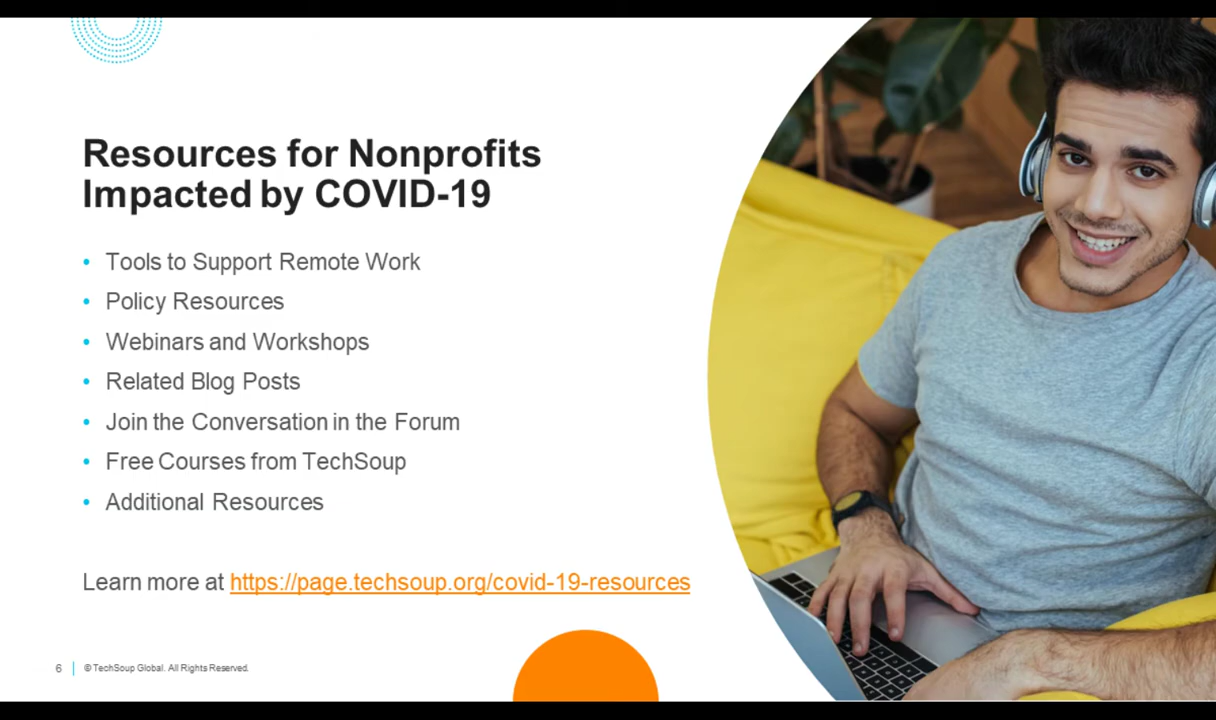 Resources for Nonprofits
Impacted by COVID-19
• Tools to Support Remote Work
• Policy Resources
• Webinars and Workshops
• Related Blog Posts
• Join the Conversation in the Forum
• Free Courses from TechSoup
• Additional Resources
Learn more at https://page.techsoup.org/covid-19-resources
6 | © TechSoup Global. All Rights Reserved.